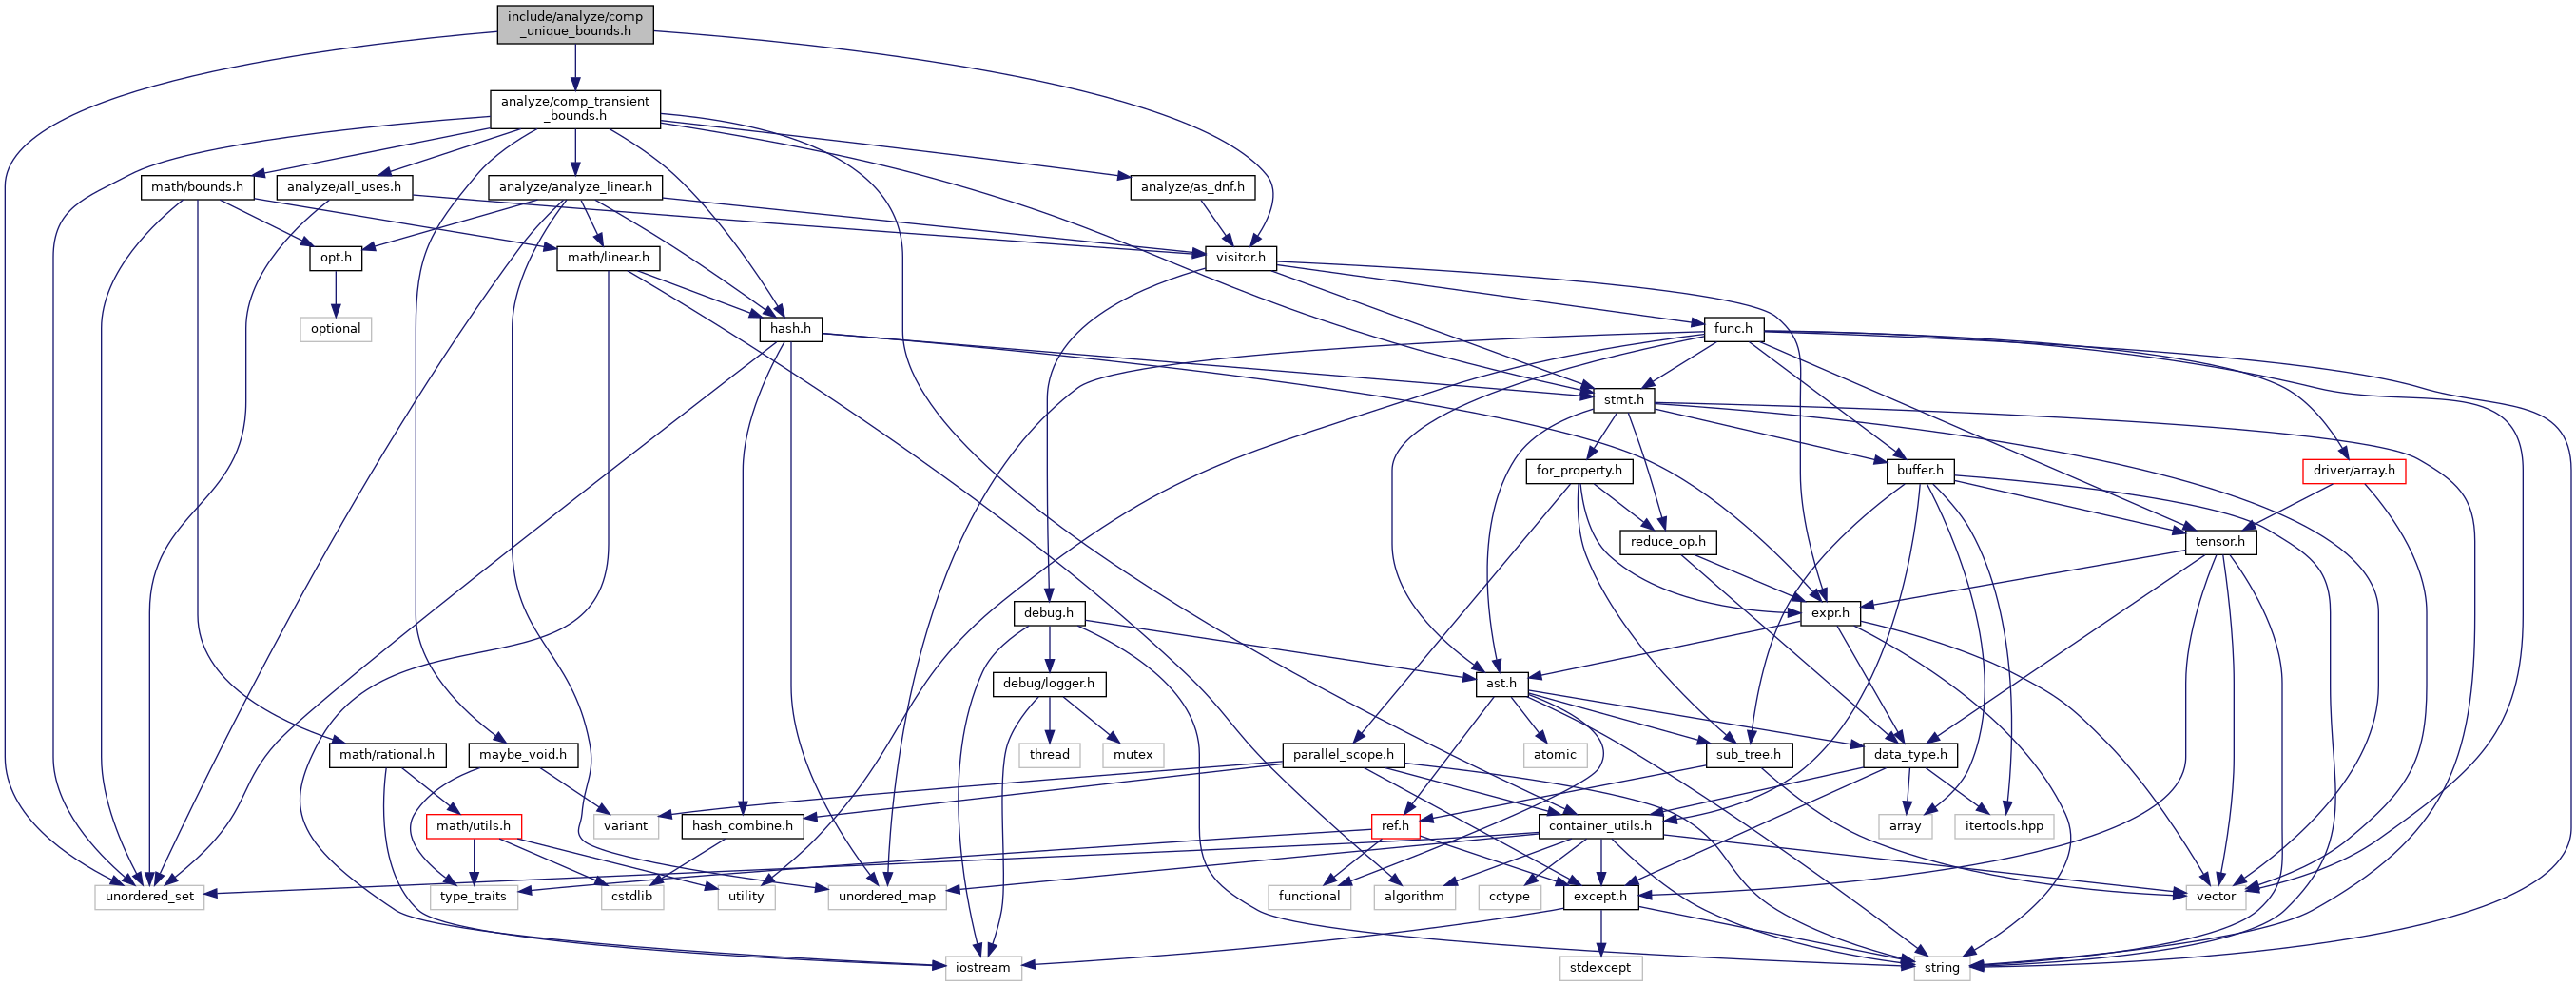 include/analyze/comp
_unique_bounds.h
analyze/comp_transient
_bounds.h
math/bounds.h
analyze/all_uses.h
analyze/analyze_linear.h
analyze/as_dnf.h
opt.h
math/linear.h
visitor.h
optional
hash.h
func.h
stmt.h
for_property.h
buffer.h
driver/array.h
reduce_op.h
tensor.h
debug.h
expr.h
debug/logger.h
ast.h
math/rational.h
maybe_void.h
thread
mutex
parallel_scope.h
atomic
sub_tree.h
data_type.h
math/utils.h
variant
hash_combine.h
ref.h
container_utils.h
array
itertools.hpp
unordered_set
type_traits
cstdlib
utility
unordered_map
functional
algorithm
cctype
except.h
vector
iostream
stdexcept
string